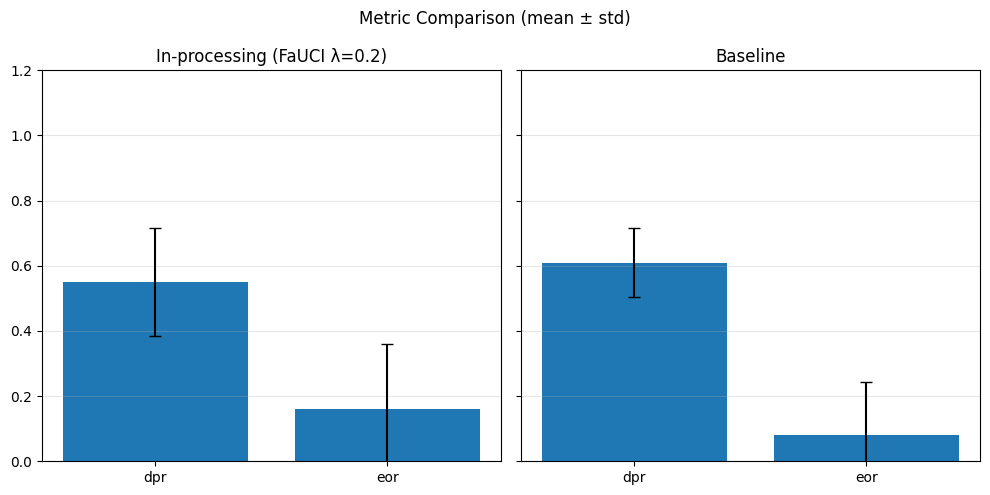 Metric Comparison (mean ± std)
In-processing (FaUCI λ=0.2)
Baseline
1.2
1.0
0.8
0.6
0.4
0.2
0.0
dpr eor dpr eor